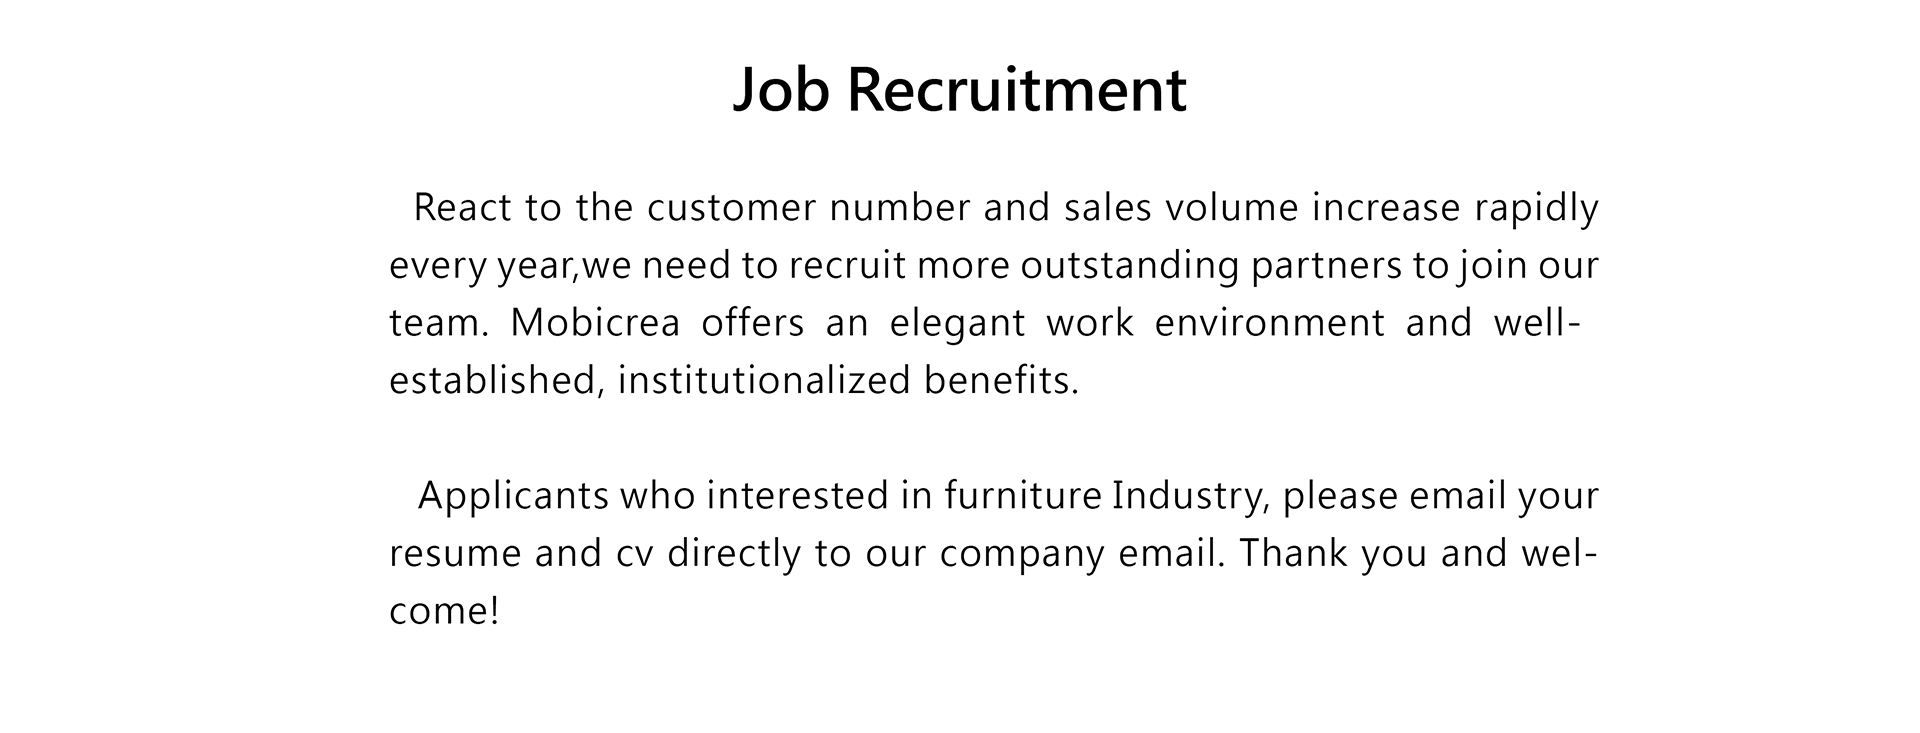 Job Recruitment
React to the customer number and sales volume increase rapidly
every year,we need to recruit more outstanding partners to join our
team. Mobicrea offers an elegant work environment and well-
established, institutionalized benefits.
Applicants who interested in furniture Industry, please email your
resume and cv directly to our company email. Thank you and wel-
come!